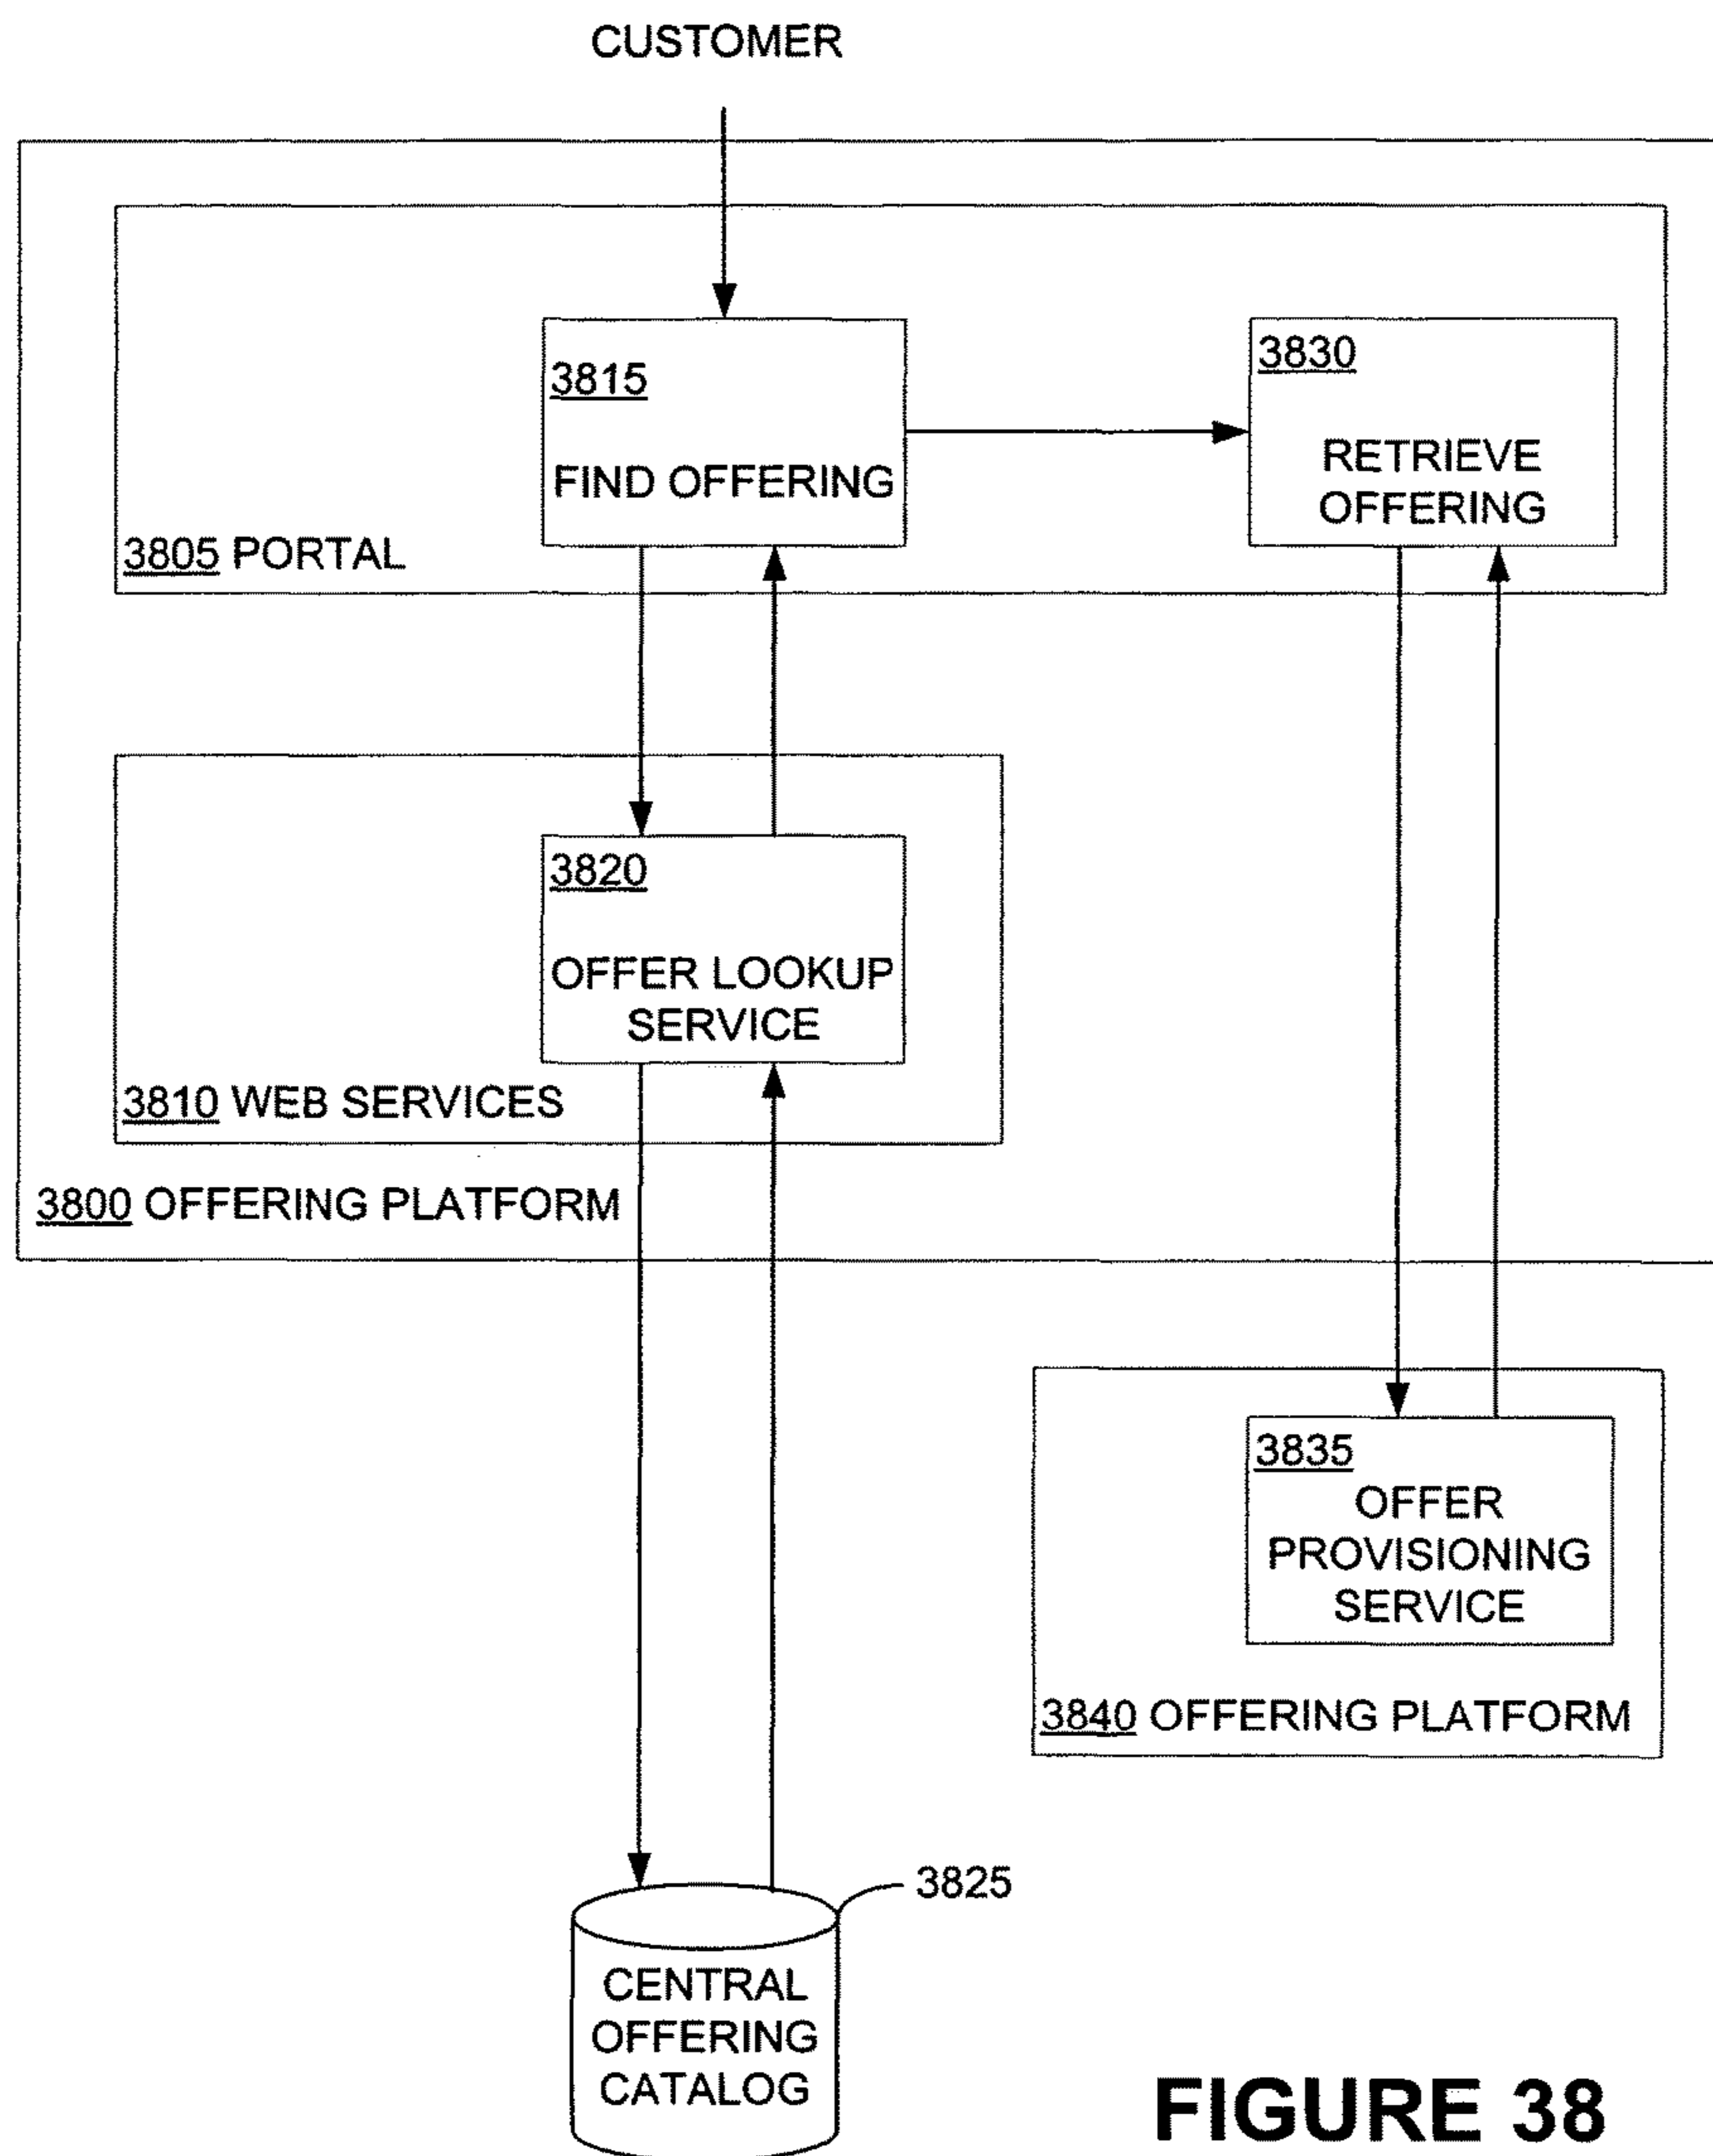 CUSTOMER
3815
FIND OFFERING
3830
RETRIEVE
OFFERING
3805 PORTAL
3820
OFFER LOOKUP
SERVICE
3810 WEB SERVICES
3800 OFFERING PLATFORM
3835
OFFER
PROVISIONING
SERVICE
3840 OFFERING PLATFORM
3825
CENTRAL
OFFERING
CATALOG
FIGURE 38